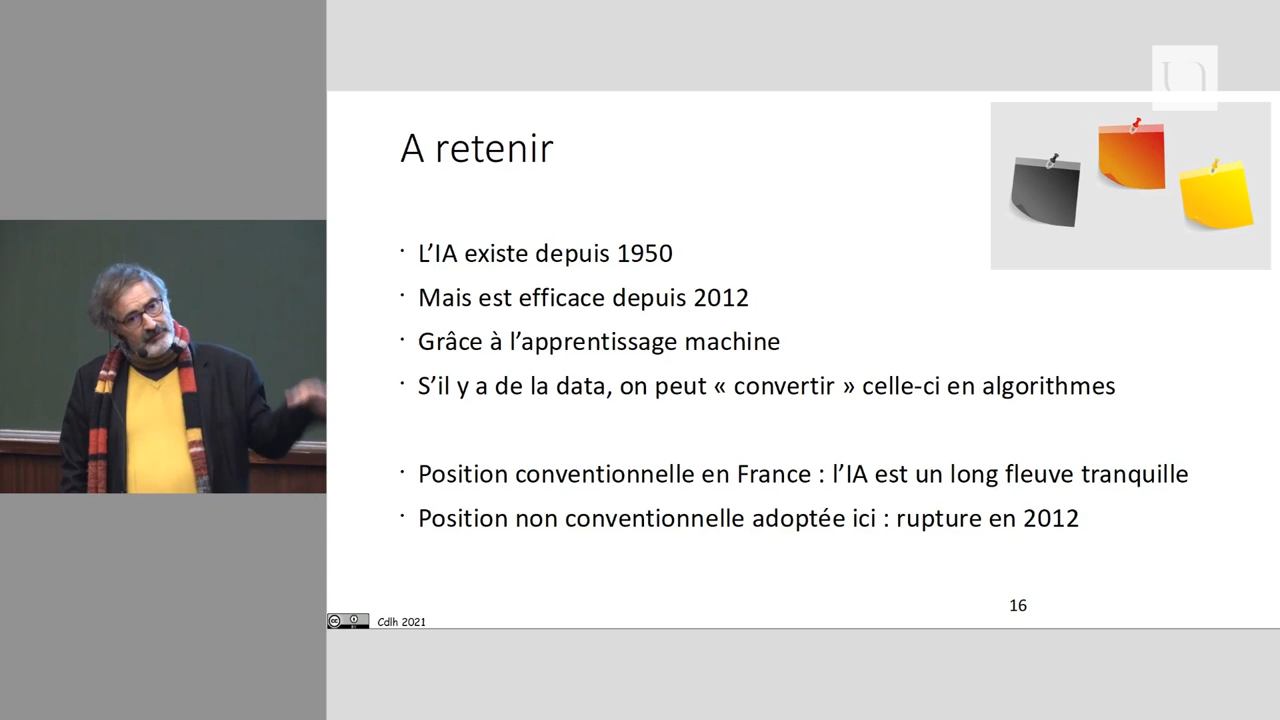 A retenir
· L’IA existe depuis 1950
· Mais est efficace depuis 2012
· Grâce à l’apprentissage machine
· S’il y a de la data, on peut « convertir » celle-ci en algorithmes
· Position conventionnelle en France : l’IA est un long fleuve tranquille
· Position non conventionnelle adoptée ici : rupture en 2012
16
Cdlh 2021